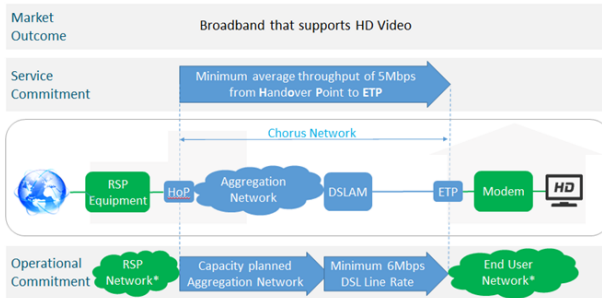 Market
Outcome
Broadband that supports HD Video
Service
Commitment
Minimum average throughput of 5Mbps
from Handover Point to ETP
Chorus Network
RSP
Equipment
HoP
Aggregation
Network
DSLAM
ETP
Modem
HD
Operational
Commitment
RSP
Network*
Capacity planned
Aggregation Network
Minimum 6Mbps
DSL Line Rate
End User
Network*